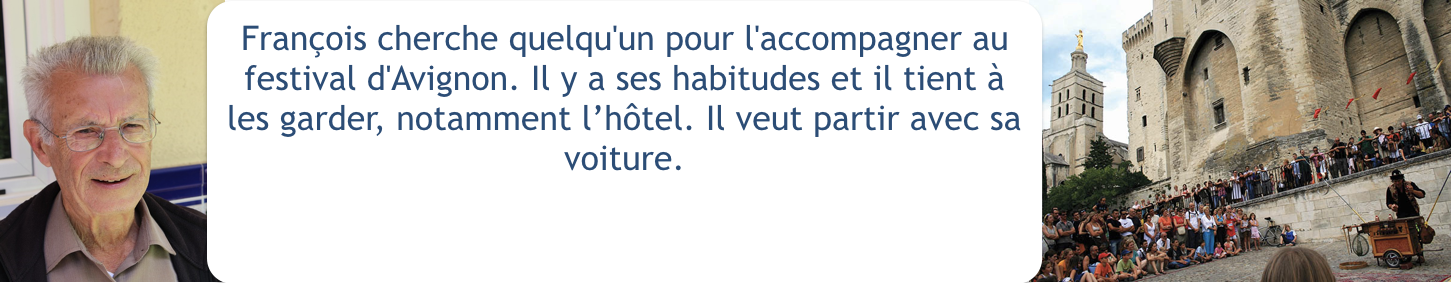 François cherche quelqu'un pour l'accompagner au
festival d'Avignon. Il y a ses habitudes et il tient à
les garder, notamment l’hôtel. Il veut partir avec sa
voiture.